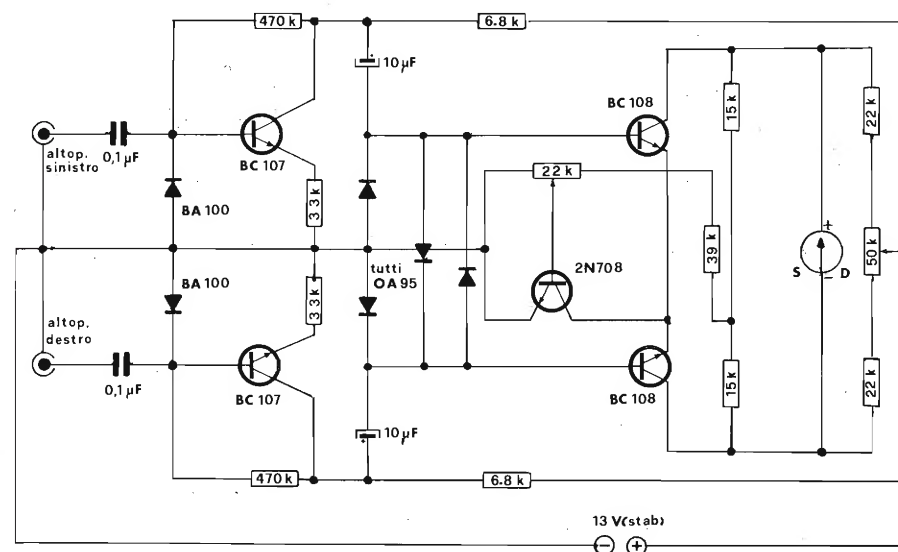 470 k
6.8 k
10 µF
BC 108
15 k
22 k
altop.
sinistro
0,1 µF
BC 107
3.3 k
22 k
BA 100
39 k
50 k
+
S D
−
tutti
OA 95
2N708
BA 100
3.3 k
altop.
destro
0,1 µF
BC 107
BC 108
15 k
22 k
10 µF
+
470 k
6.8 k
13 V(stab)
− +